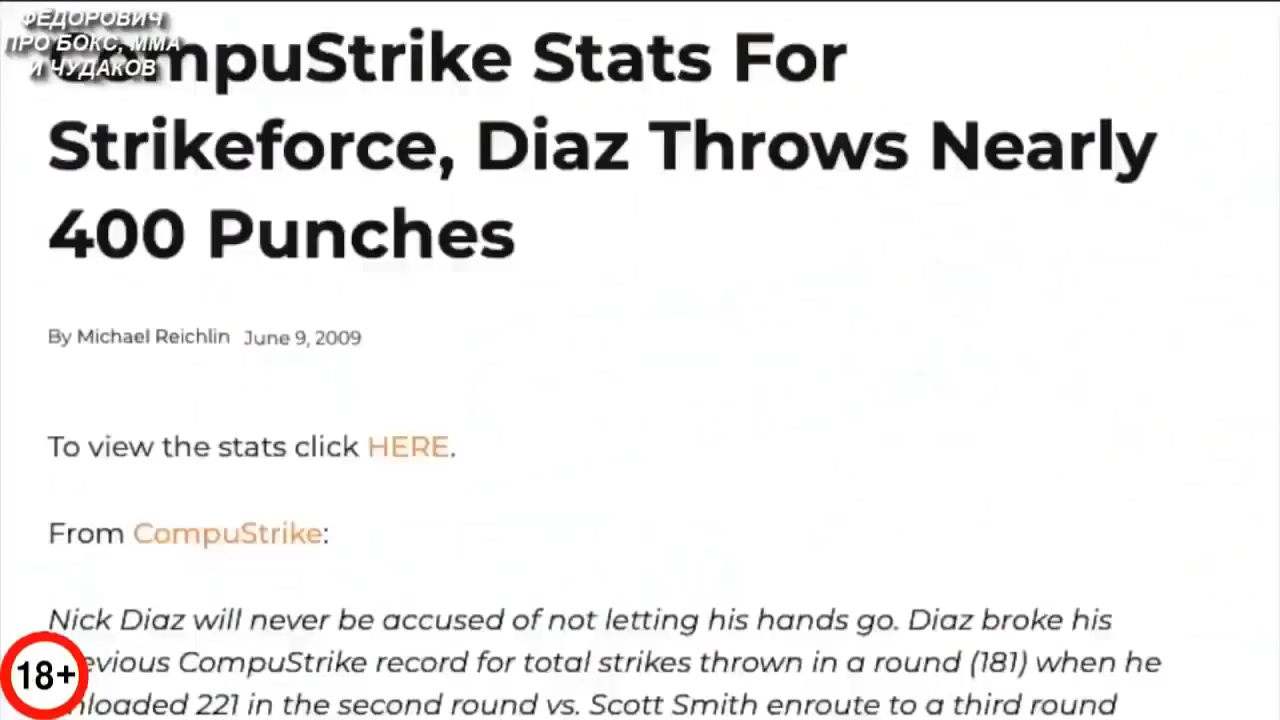 ФЁДОРОВИЧ
ПРО БОКС, ММА
И ЧУДАКОВ
CompuStrike Stats For
Strikeforce, Diaz Throws Nearly
400 Punches
By Michael Reichlin June 9, 2009
To view the stats click HERE.
From CompuStrike:
Nick Diaz will never be accused of not letting his hands go. Diaz broke his
previous CompuStrike record for total strikes thrown in a round (181) when he
unloaded 221 in the second round vs. Scott Smith enroute to a third round
18+